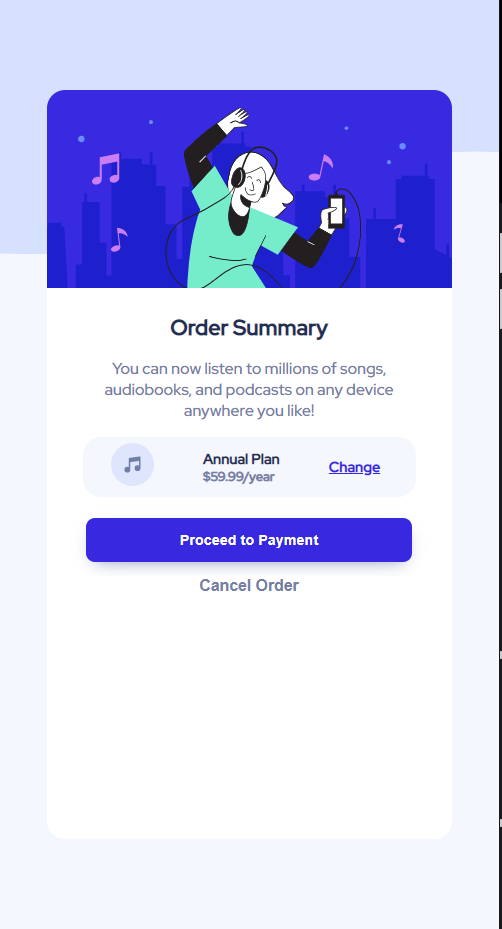 Order Summary
You can now listen to millions of songs,
audiobooks, and podcasts on any device
anywhere you like!
Annual Plan
$59.99/year
Change
Proceed to Payment
Cancel Order